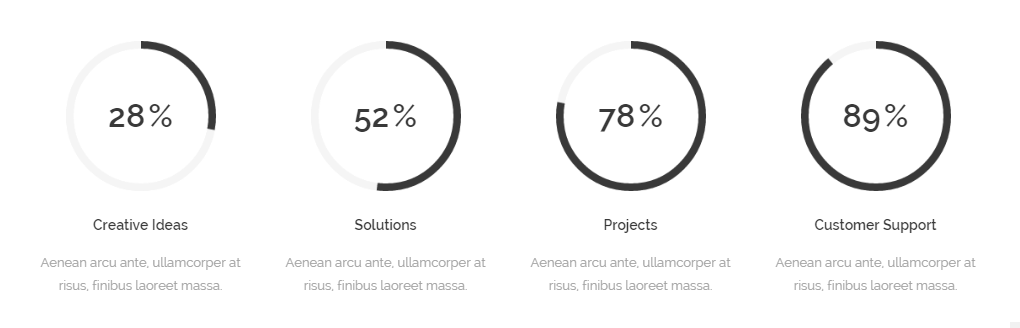 28%
52%
78%
89%
Creative Ideas
Solutions
Projects
Customer Support
Aenean arcu ante, ullamcorper at
risus, finibus laoreet massa.
Aenean arcu ante, ullamcorper at
risus, finibus laoreet massa.
Aenean arcu ante, ullamcorper at
risus, finibus laoreet massa.
Aenean arcu ante, ullamcorper at
risus, finibus laoreet massa.